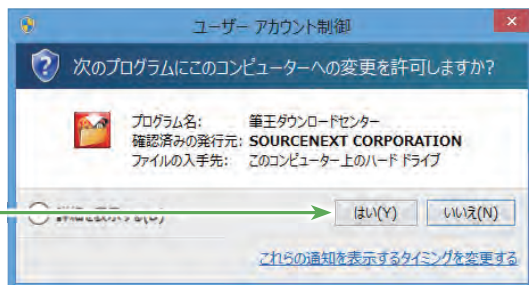 ユーザー アカウント制御
次のプログラムにこのコンピューターへの変更を許可しますか?
プログラム名: 筆王ダウンロードセンター
確認済みの発行元: SOURCENEXT CORPORATION
ファイルの入手先: このコンピューター上のハード ドライブ
はい(Y) いいえ(N)
これらの通知を表示するタイミングを変更する